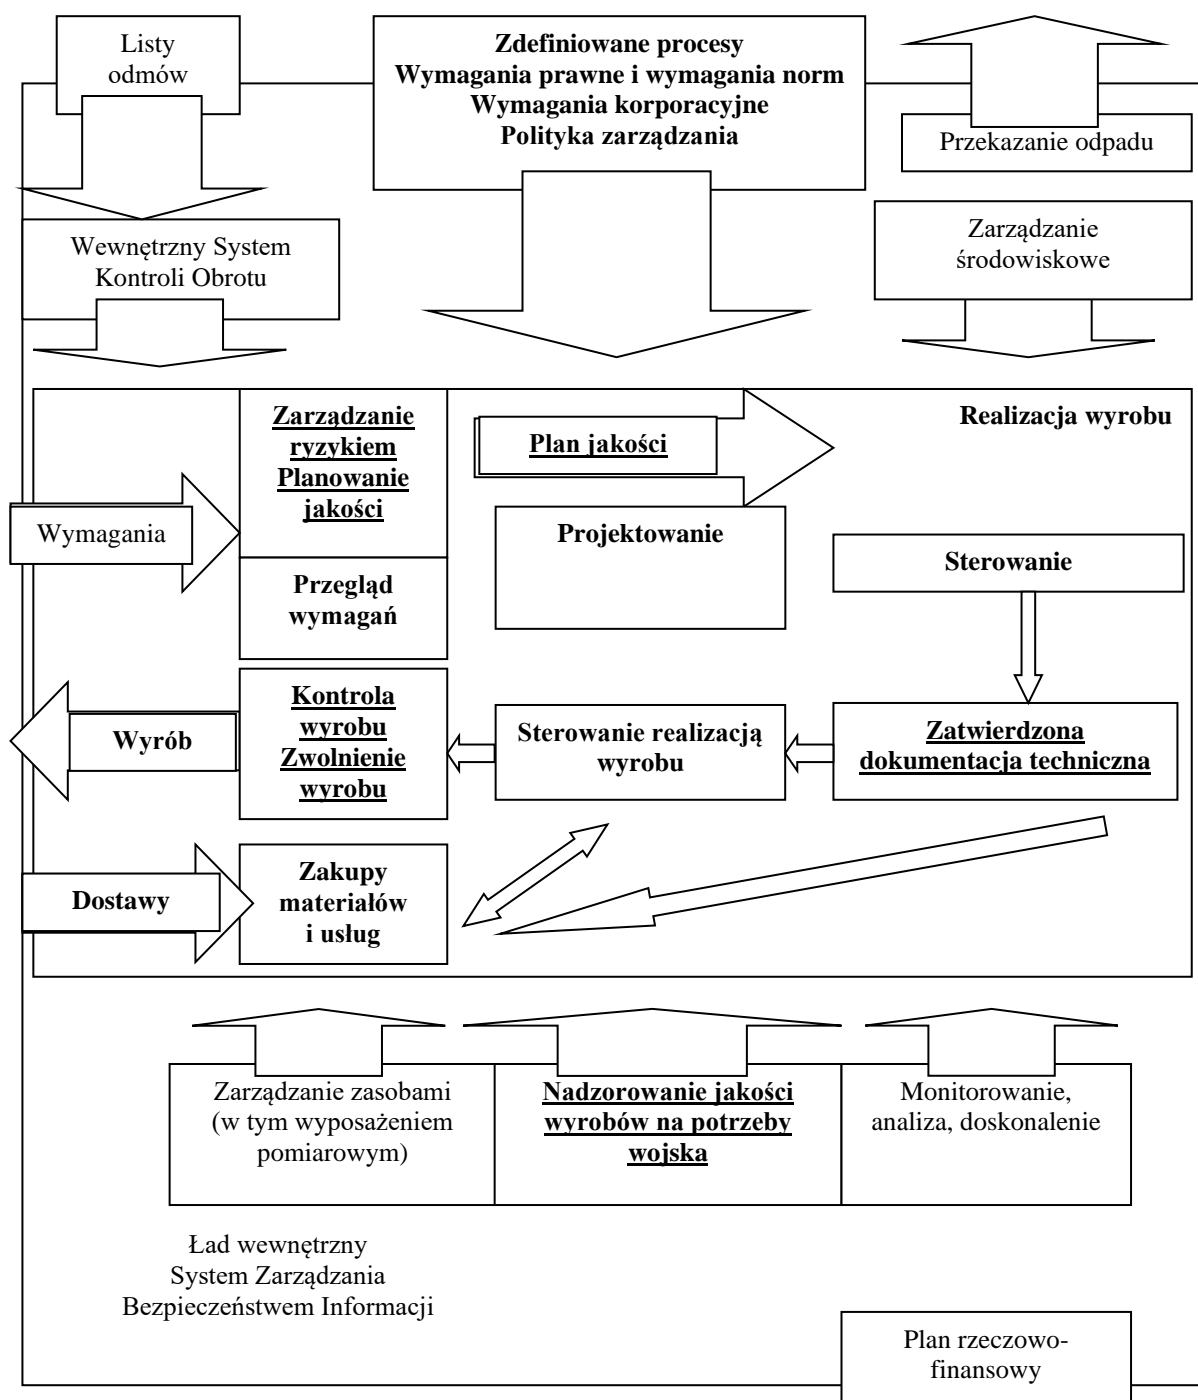 Listy
odmów
Zdefiniowane procesy
Wymagania prawne i wymagania norm
Wymagania korporacyjne
Polityka zarządzania
Przekazanie odpadu
Wewnętrzny System
Kontroli Obrotu
Zarządzanie
środowiskowe
Zarządzanie
ryzykiem
Planowanie
jakości
Plan jakości
Realizacja wyrobu
Wymagania
Projektowanie
Sterowanie
Przegląd
wymagań
Kontrola
wyrobu
Zwolnienie
wyrobu
Wyrób
Sterowanie realizacją
wyrobu
Zatwierdzona
dokumentacja techniczna
Dostawy
Zakupy
materiałów
i usług
Zarządzanie zasobami
(w tym wyposażeniem
pomiarowym)
Nadzorowanie jakości
wyrobów na potrzeby
wojska
Monitorowanie,
analiza, doskonalenie
Ład wewnętrzny
System Zarządzania
Bezpieczeństwem Informacji
Plan rzeczowo-
finansowy